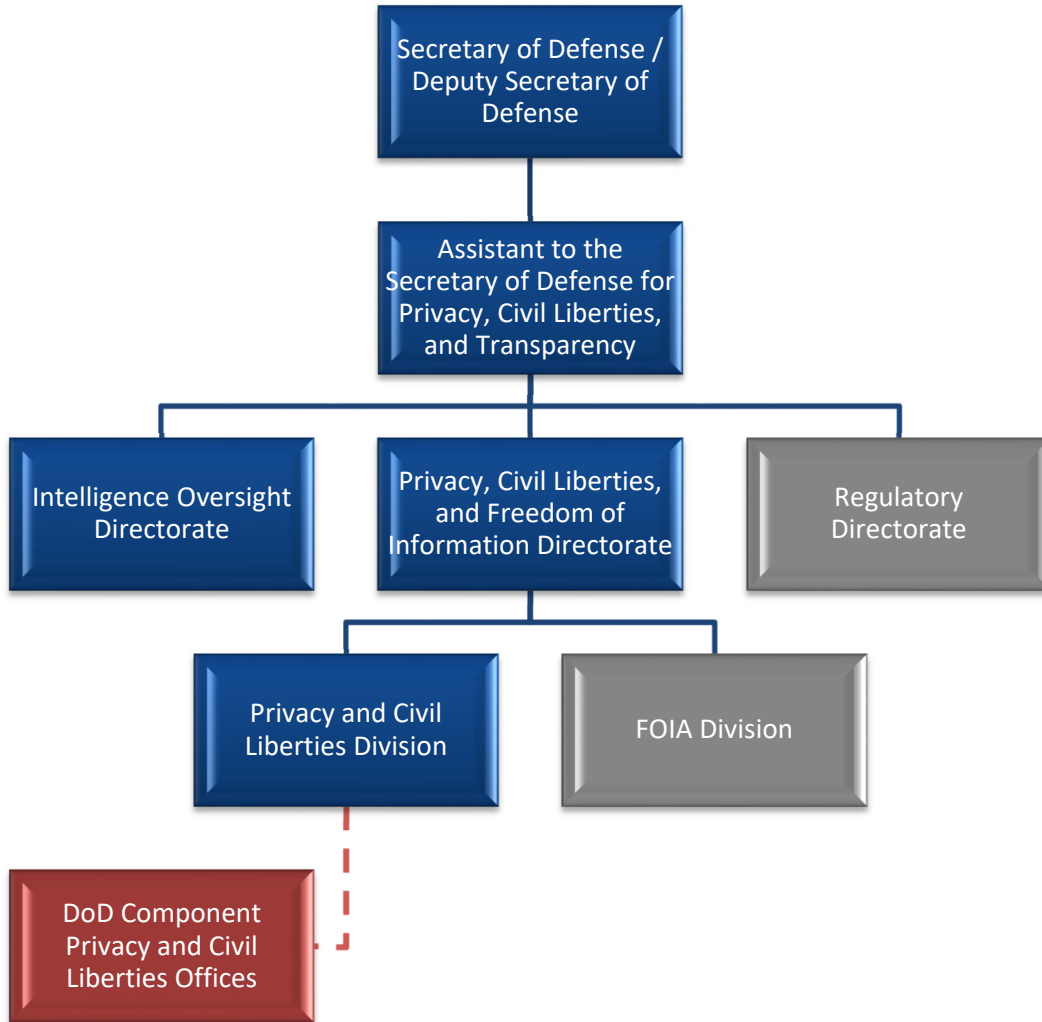 Secretary of Defense /
Deputy Secretary of
Defense
Assistant to the
Secretary of Defense for
Privacy, Civil Liberties,
and Transparency
Intelligence Oversight
Directorate
Privacy, Civil Liberties,
and Freedom of
Information Directorate
Regulatory
Directorate
Privacy and Civil
Liberties Division
FOIA Division
DoD Component
Privacy and Civil
Liberties Offices